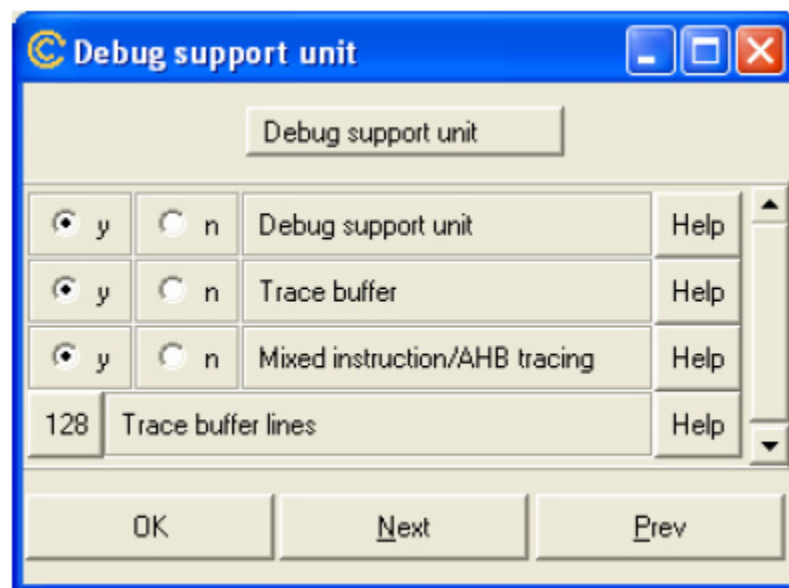 Debug support unit
Debug support unit
y n Debug support unit Help
y n Trace buffer Help
y n Mixed instruction/AHB tracing Help
128 Trace buffer lines Help
OK Next Prev